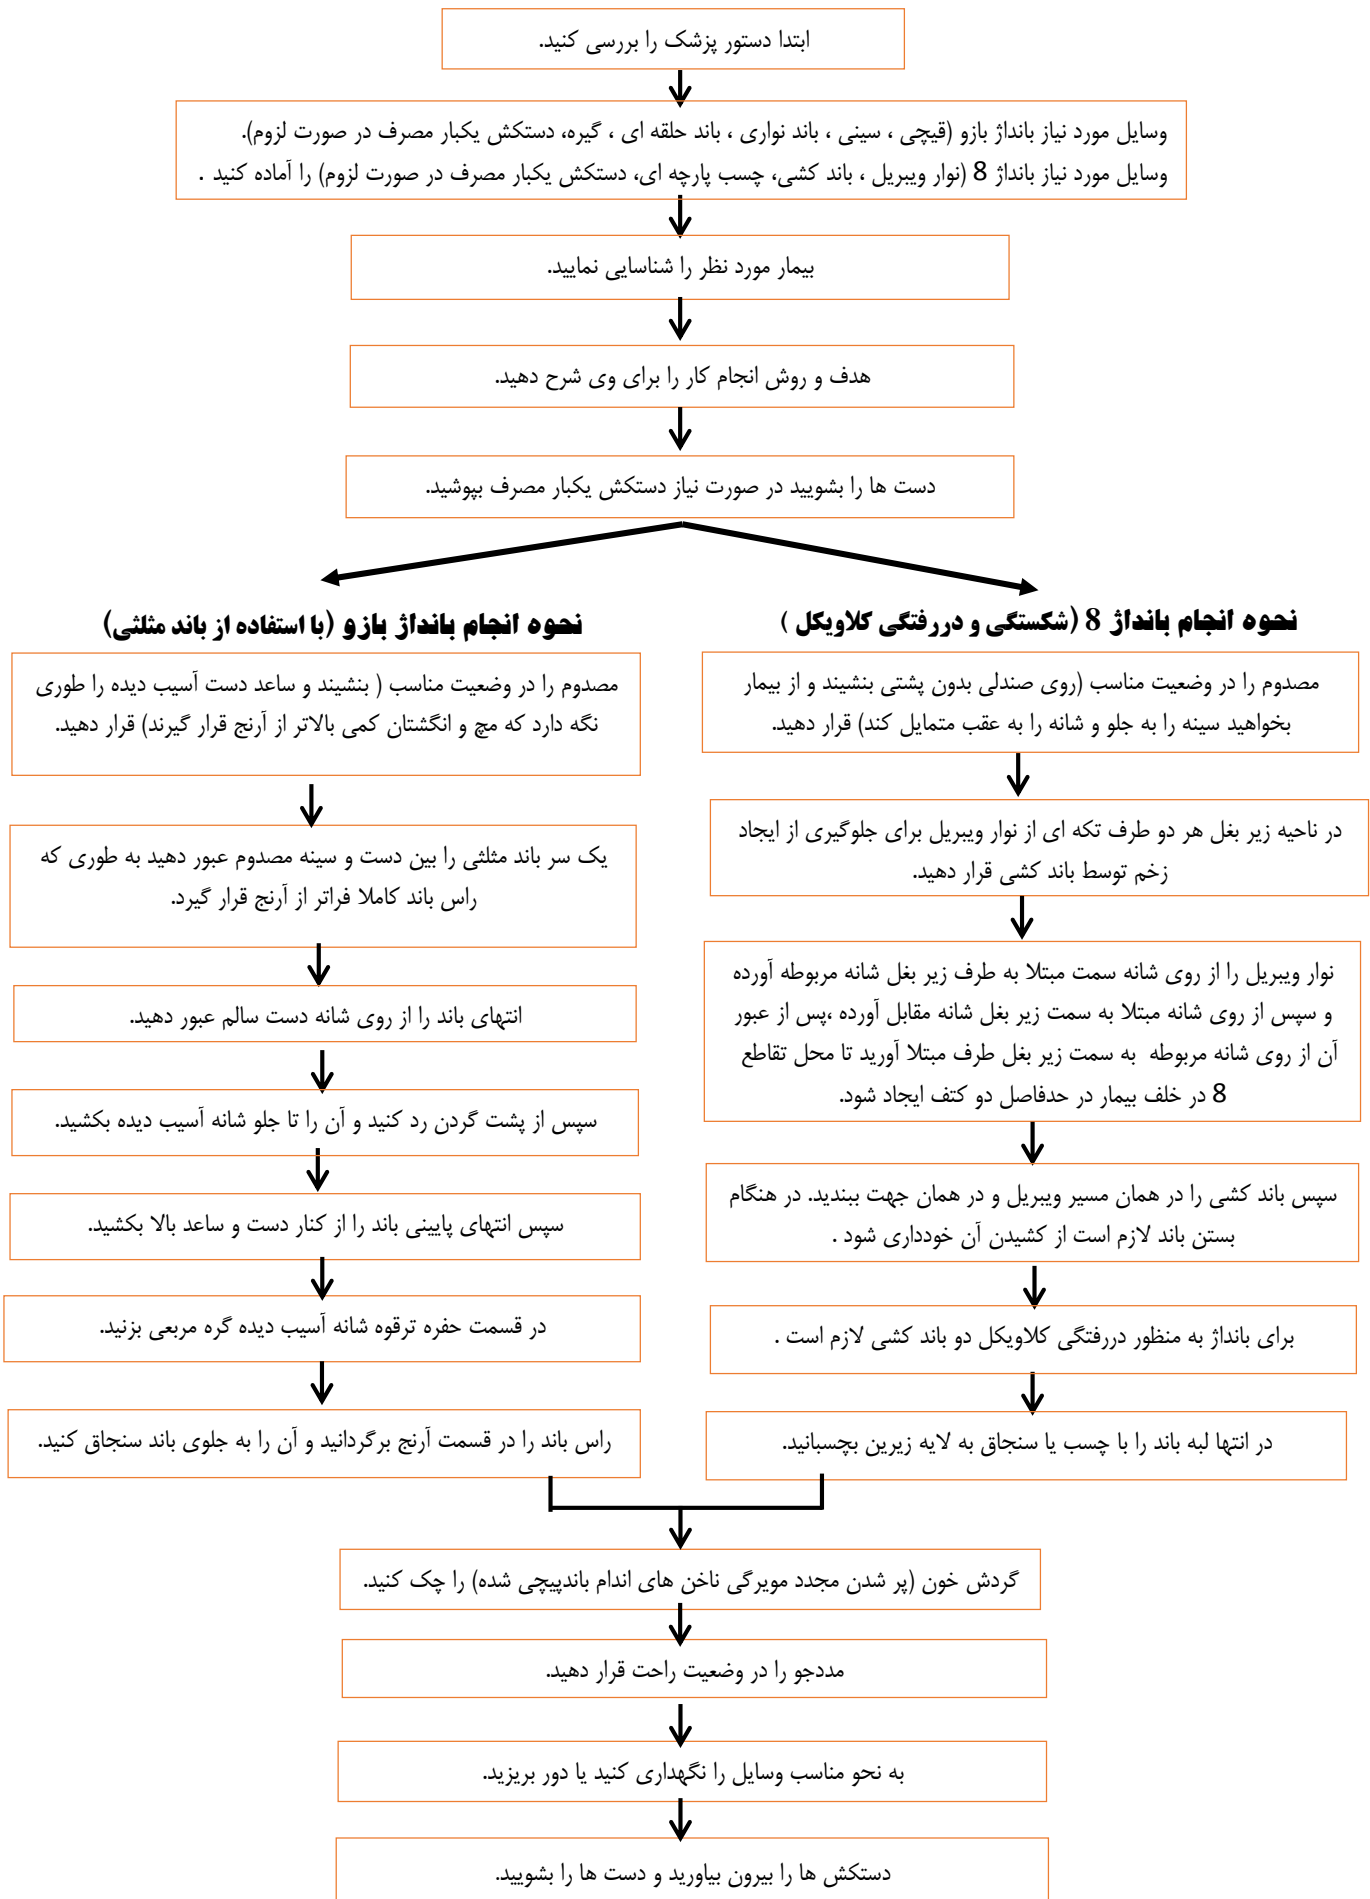 ابتدا دستور پزشک را بررسی کنید.
وسایل مورد نیاز بانداژ بازو (قیچی ، سینی ، باند نواری ، باند حلقه ای ، گیره، دستکش یکبار مصرف در صورت لزوم).
وسایل مورد نیاز بانداژ 8 (نوار ویبریل ، باند کشی، چسب پارچه ای، دستکش یکبار مصرف در صورت لزوم) را آماده کنید .
بیمار مورد نظر را شناسایی نمایید.
هدف و روش انجام کار را برای وی شرح دهید.
دست ها را بشویید در صورت نیاز دستکش یکبار مصرف بپوشید.
نحوه انجام بانداژ 8 (شکستگی و دررفتگی کلاویکل )
مصدوم را در وضعیت مناسب (روی صندلی بدون پشتی بنشیند و از بیمار
بخواهید سینه را به جلو و شانه را به عقب متمایل کند) قرار دهید.
در ناحیه زیر بغل هر دو طرف تکه ای از نوار ویبریل برای جلوگیری از ایجاد
زخم توسط باند کشی قرار دهید.
نوار ویبریل را از روی شانه سمت مبتلا به طرف زیر بغل شانه مربوطه آورده
و سپس از روی شانه مبتلا به سمت زیر بغل شانه مقابل آورده ،پس از عبور
آن از روی شانه مربوطه به سمت زیر بغل طرف مبتلا آورید تا محل تقاطع
8 در خلف بیمار در حدفاصل دو کتف ایجاد شود.
سپس باند کشی را در همان مسیر ویبریل و در همان جهت ببندید. در هنگام
بستن باند لازم است از کشیدن آن خودداری شود .
برای بانداژ به منظور دررفتگی کلاویکل دو باند کشی لازم است .
در انتها لبه باند را با چسب یا سنجاق به لایه زیرین بچسبانید.
نحوه انجام بانداژ بازو (با استفاده از باند مثلثی)
مصدوم را در وضعیت مناسب ( بنشیند و ساعد دست آسیب دیده را طوری
نگه دارد که مچ و انگشتان کمی بالاتر از آرنج قرار گیرند) قرار دهید.
یک سر باند مثلثی را بین دست و سینه مصدوم عبور دهید به طوری که
راس باند کاملا فراتر از آرنج قرار گیرد.
انتهای باند را از روی شانه دست سالم عبور دهید.
سپس از پشت گردن رد کنید و آن را تا جلو شانه آسیب دیده بکشید.
سپس انتهای پایینی باند را از کنار دست و ساعد بالا بکشید.
در قسمت حفره ترقوه شانه آسیب دیده گره مربعی بزنید.
راس باند را در قسمت آرنج برگردانید و آن را به جلوی باند سنجاق کنید.
گردش خون (پر شدن مجدد مویرگی ناخن های اندام باندپیچی شده) را چک کنید.
مددجو را در وضعیت راحت قرار دهید.
به نحو مناسب وسایل را نگهداری کنید یا دور بریزید.
دستکش ها را بیرون بیاورید و دست ها را بشویید.